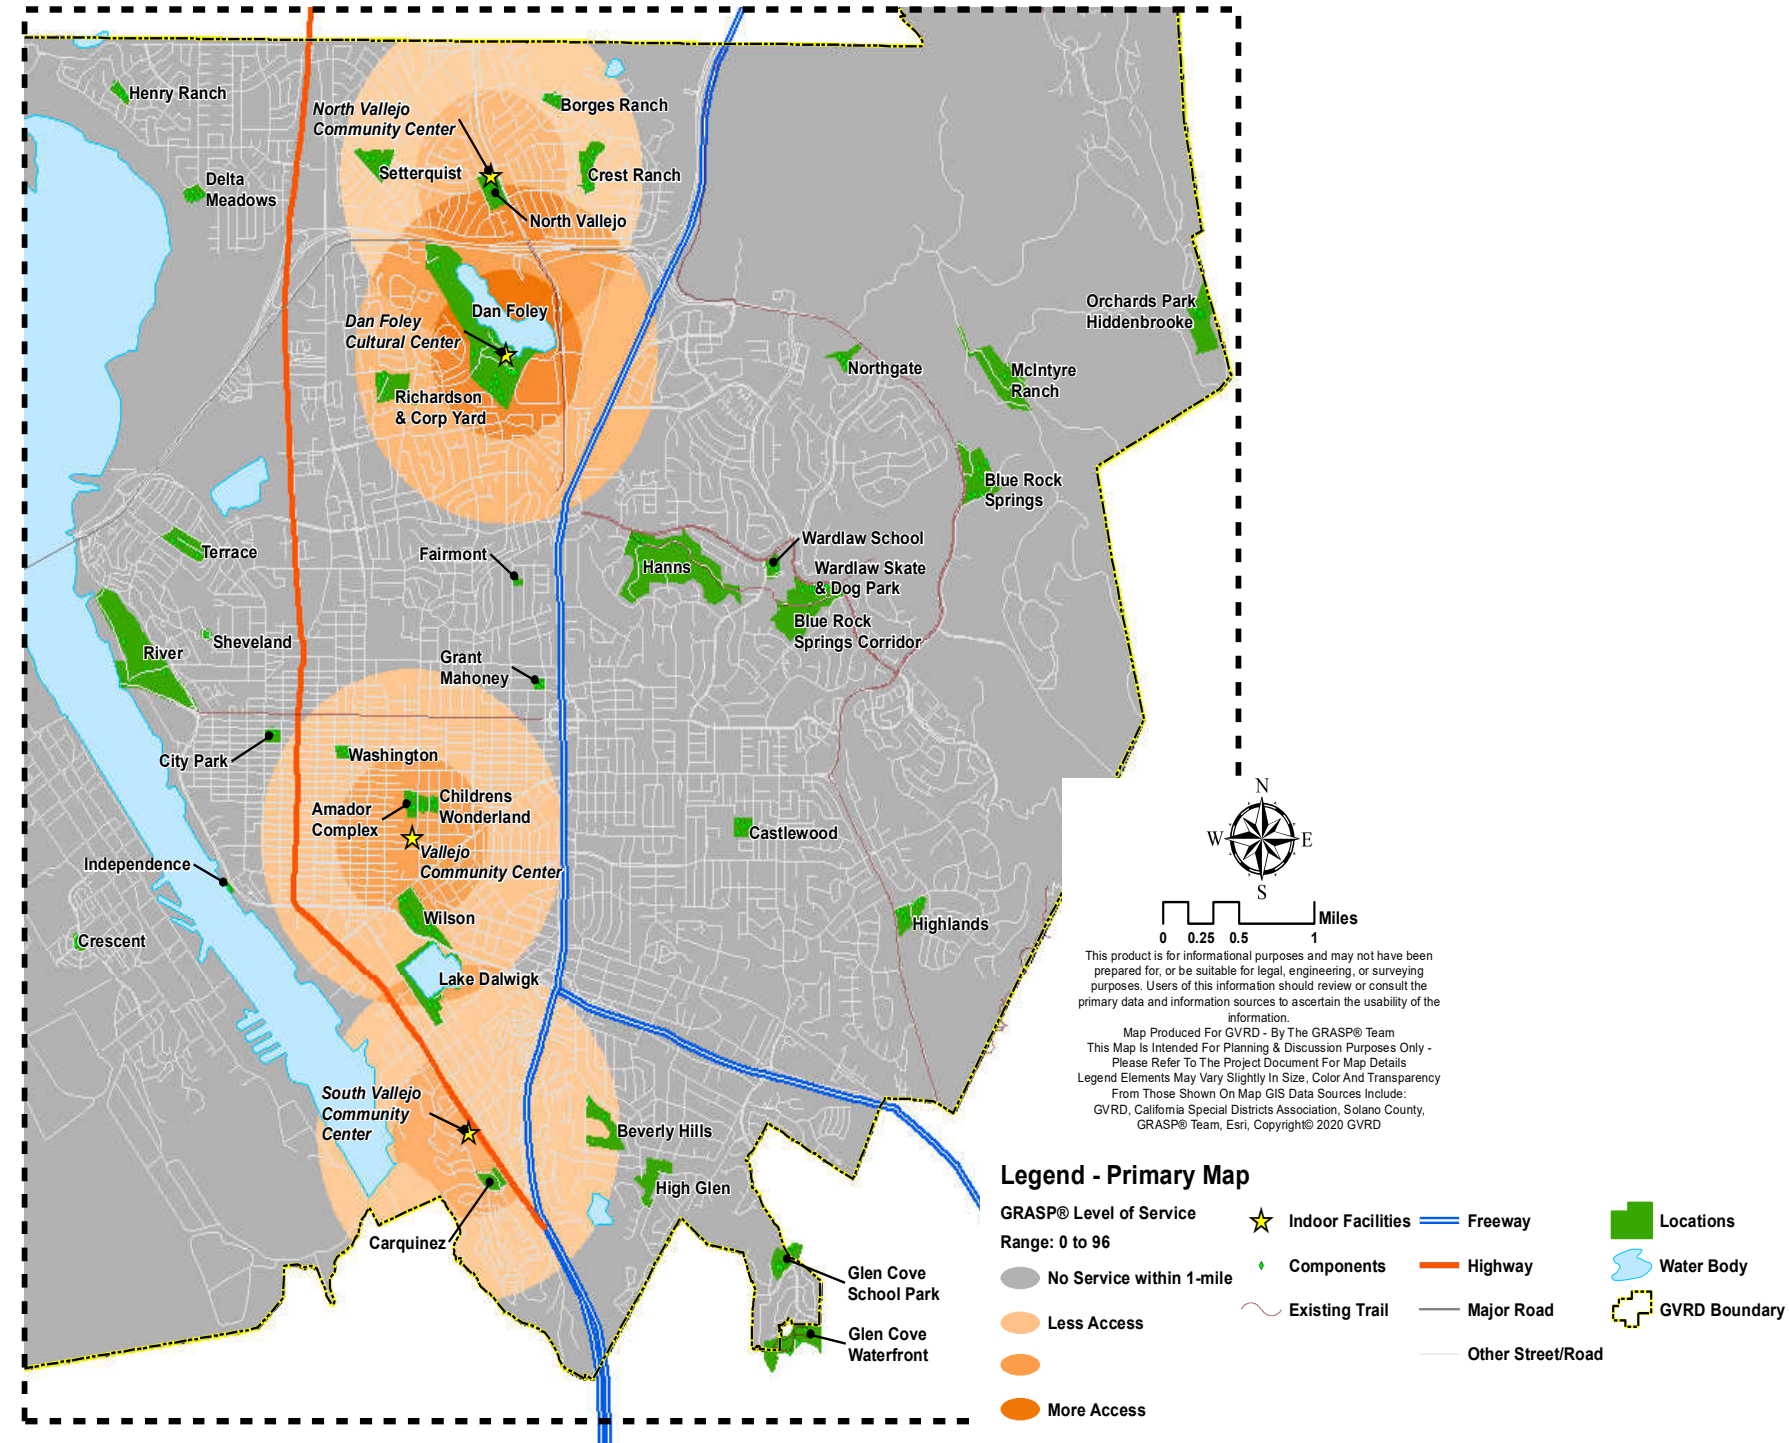 Henry Ranch
North Vallejo
Community Center
Borges Ranch
Setterquist
Crest Ranch
Delta
Meadows
North Vallejo
Dan Foley
Dan Foley
Cultural Center
Orchards Park
Hiddenbrooke
Northgate
McIntyre
Ranch
Richardson
& Corp Yard
Blue Rock
Springs
Terrace
Fairmont
Hanns
Wardlaw School
Wardlaw Skate
& Dog Park
Blue Rock
Springs Corridor
Sheveland
River
Grant
Mahoney
City Park
Washington
Amador
Complex
Childrens
Wonderland
Vallejo
Community Center
Castlewood
Independence
Wilson
Highlands
Crescent
Lake Dalwigk
South Vallejo
Community
Center
Beverly Hills
High Glen
Carquinez
Glen Cove
School Park
Glen Cove
Waterfront
N
W
E
S
Miles
0 0.25 0.5 1
This product is for informational purposes and may not have been
prepared for, or be suitable for legal, engineering, or surveying
purposes. Users of this information should review or consult the
primary data and information sources to ascertain the usability of the
information.
Map Produced For GVRD - By The GRASP® Team
This Map Is Intended For Planning & Discussion Purposes Only -
Please Refer To The Project Document For Map Details
Legend Elements May Vary Slightly In Size, Color And Transparency
From Those Shown On Map GIS Data Sources Include:
GVRD, California Special Districts Association, Solano County,
GRASP® Team, Esri, Copyright© 2020 GVRD
Legend - Primary Map
GRASP® Level of Service
Range: 0 to 96
No Service within 1-mile
Less Access
More Access
Indoor Facilities
Components
Existing Trail
Freeway
Highway
Major Road
Other Street/Road
Locations
Water Body
GVRD Boundary